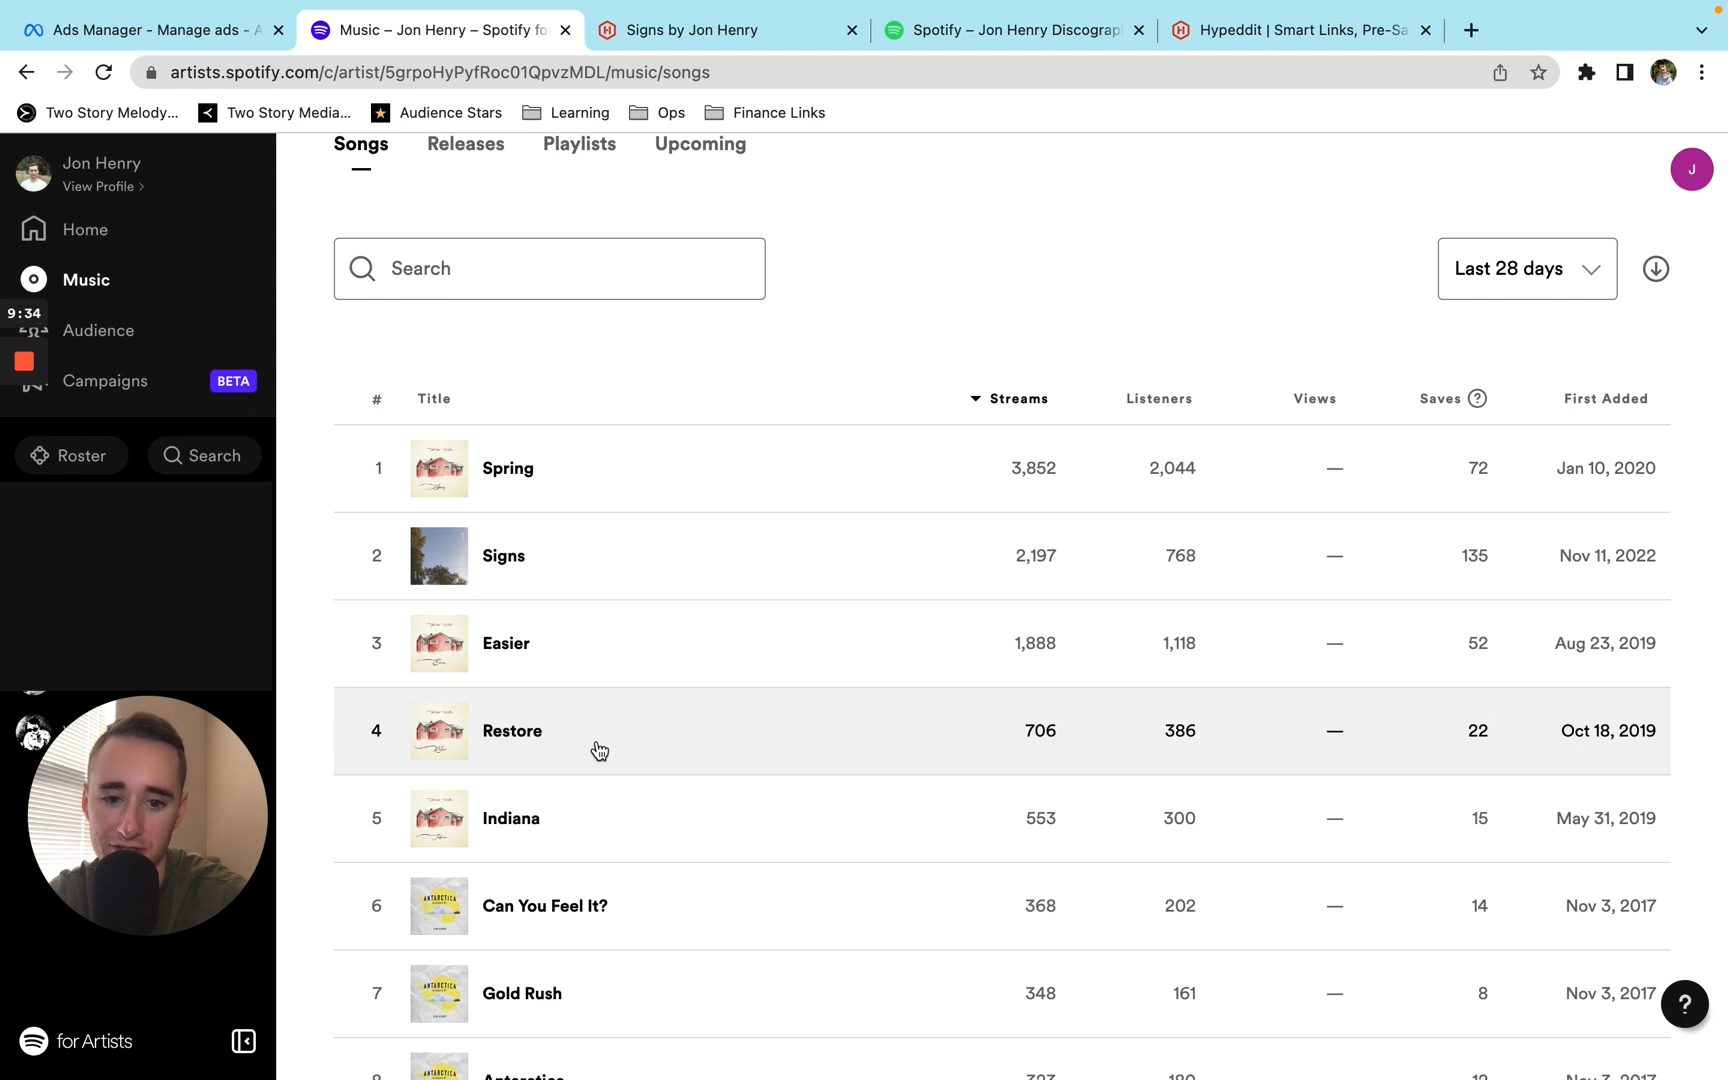 Ads Manager - Manage ads - A
Music – Jon Henry – Spotify fo
Signs by Jon Henry
Spotify – Jon Henry Discograp
Hypeddit | Smart Links, Pre-Sa
artists.spotify.com/c/artist/5grpoHyPyfRoc01QpvzMDL/music/songs
Two Story Melody...
Two Story Media...
Audience Stars
Learning
Ops
Finance Links
Jon Henry
View Profile
Home
Music
9:34
Audience
Campaigns
BETA
Roster
Search
for Artists
Songs
Releases
Playlists
Upcoming
J
Search
Last 28 days
# Title Streams Listeners Views Saves ? First Added
1 Spring 3,852 2,044 — 72 Jan 10, 2020
2 Signs 2,197 768 — 135 Nov 11, 2022
3 Easier 1,888 1,118 — 52 Aug 23, 2019
4 Restore 706 386 — 22 Oct 18, 2019
5 Indiana 553 300 — 15 May 31, 2019
6 Can You Feel It? 368 202 — 14 Nov 3, 2017
ANTARCTICA
7 Gold Rush 348 161 — 8 Nov 3, 2017
ANTARCTICA
?